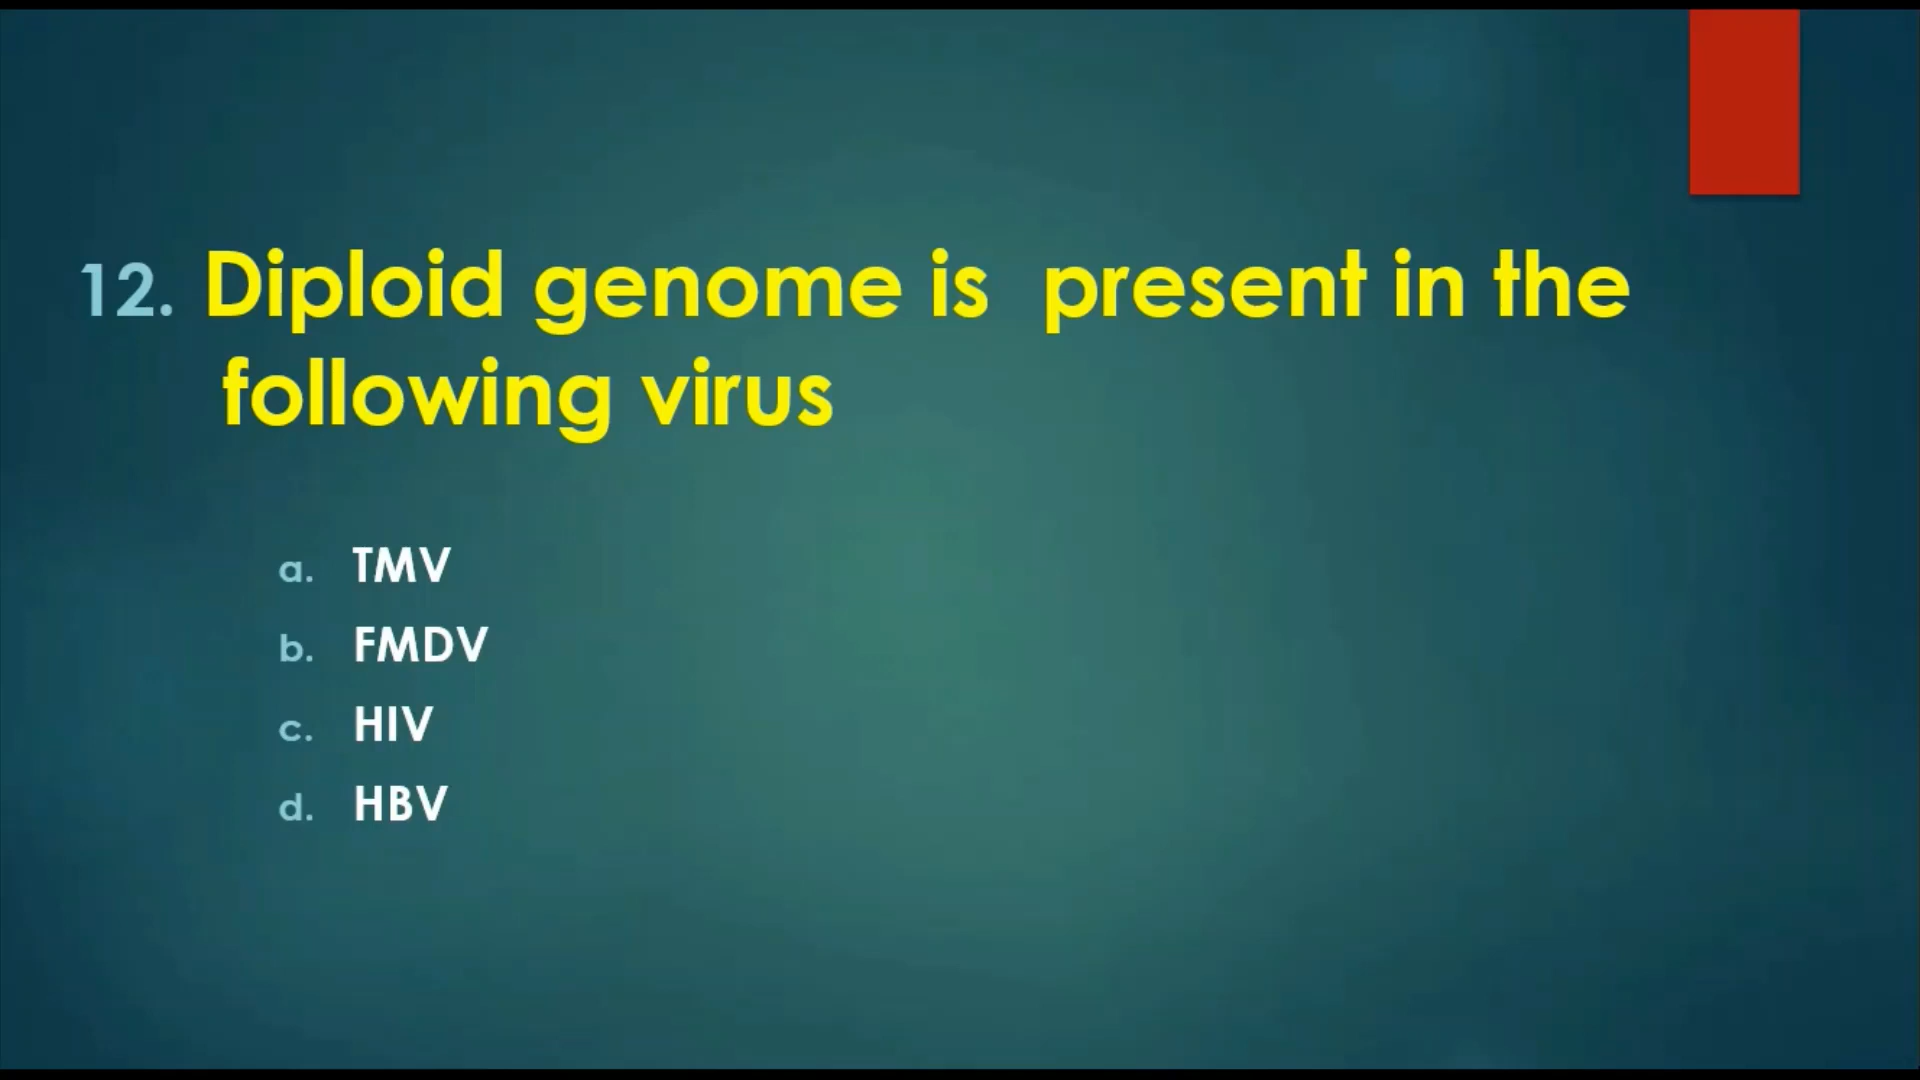 12. Diploid genome is present in the
following virus
a. TMV
b. FMDV
c. HIV
d. HBV